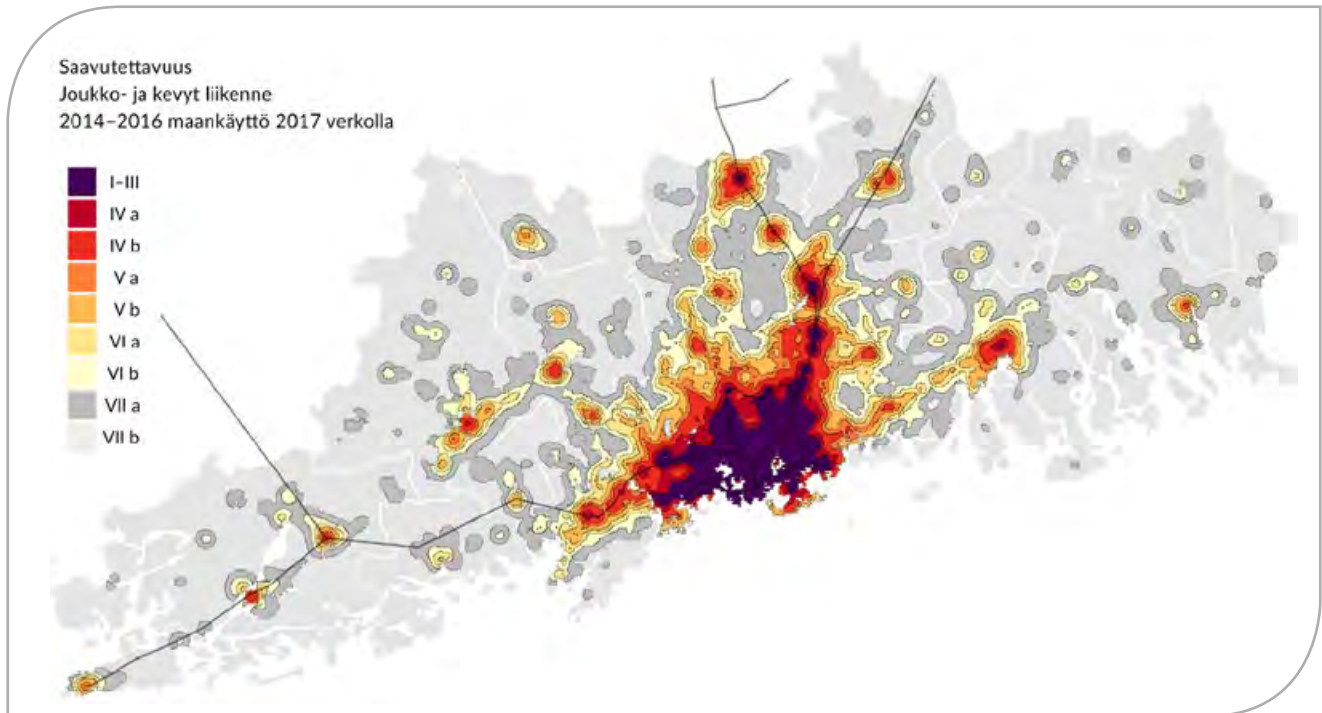 Saavutettavuus
Joukko- ja kevyt liikenne
2014–2016 maankäyttö 2017 verkolla
I–III
IV a
IV b
V a
V b
VI a
VI b
VII a
VII b